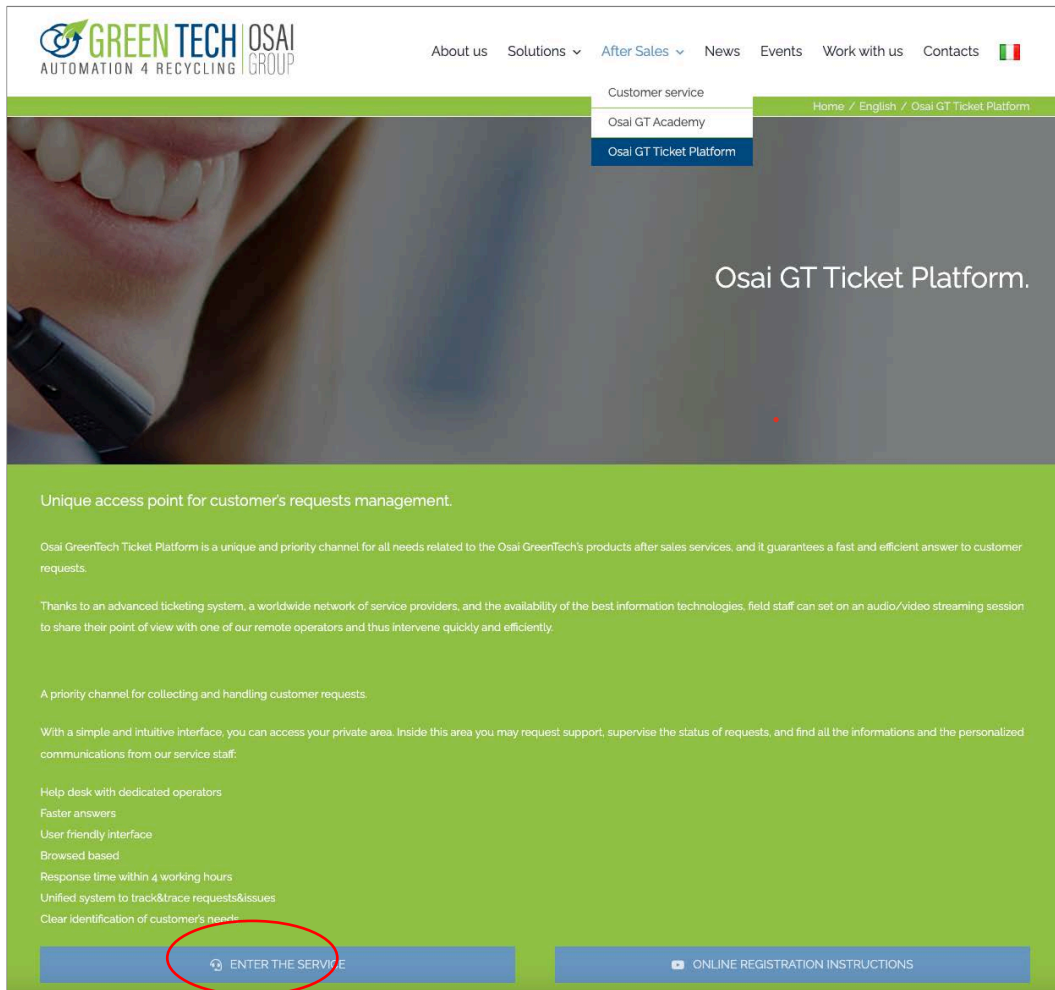 GREEN TECH OSAI
AUTOMATION 4 RECYCLING GROUP
About us Solutions After Sales News Events Work with us Contacts
Customer service
Home / English / Osai GT Ticket Platform
Osai GT Academy
Osai GT Ticket Platform
Osai GT Ticket Platform.
Unique access point for customer's requests management.
Osai GreenTech Ticket Platform is a unique and priority channel for all needs related to the Osai GreenTech's products after sales services, and it guarantees a fast and efficient answer to customer
requests.
Thanks to an advanced ticketing system, a worldwide network of service providers, and the availability of the best information technologies, field staff can set on an audio/video streaming session
to share their point of view with one of our remote operators and thus intervene quickly and efficiently.
A priority channel for collecting and handling customer requests.
With a simple and intuitive interface, you can access your private area. Inside this area you may request support, supervise the status of requests, and find all the informations and the personalized
communications from our service staff:
Help desk with dedicated operators
Faster answers
User friendly interface
Browsed based
Response time within 4 working hours
Unified system to track&trace requests&issues
Clear identification of customer's needs
ENTER THE SERVICE ONLINE REGISTRATION INSTRUCTIONS